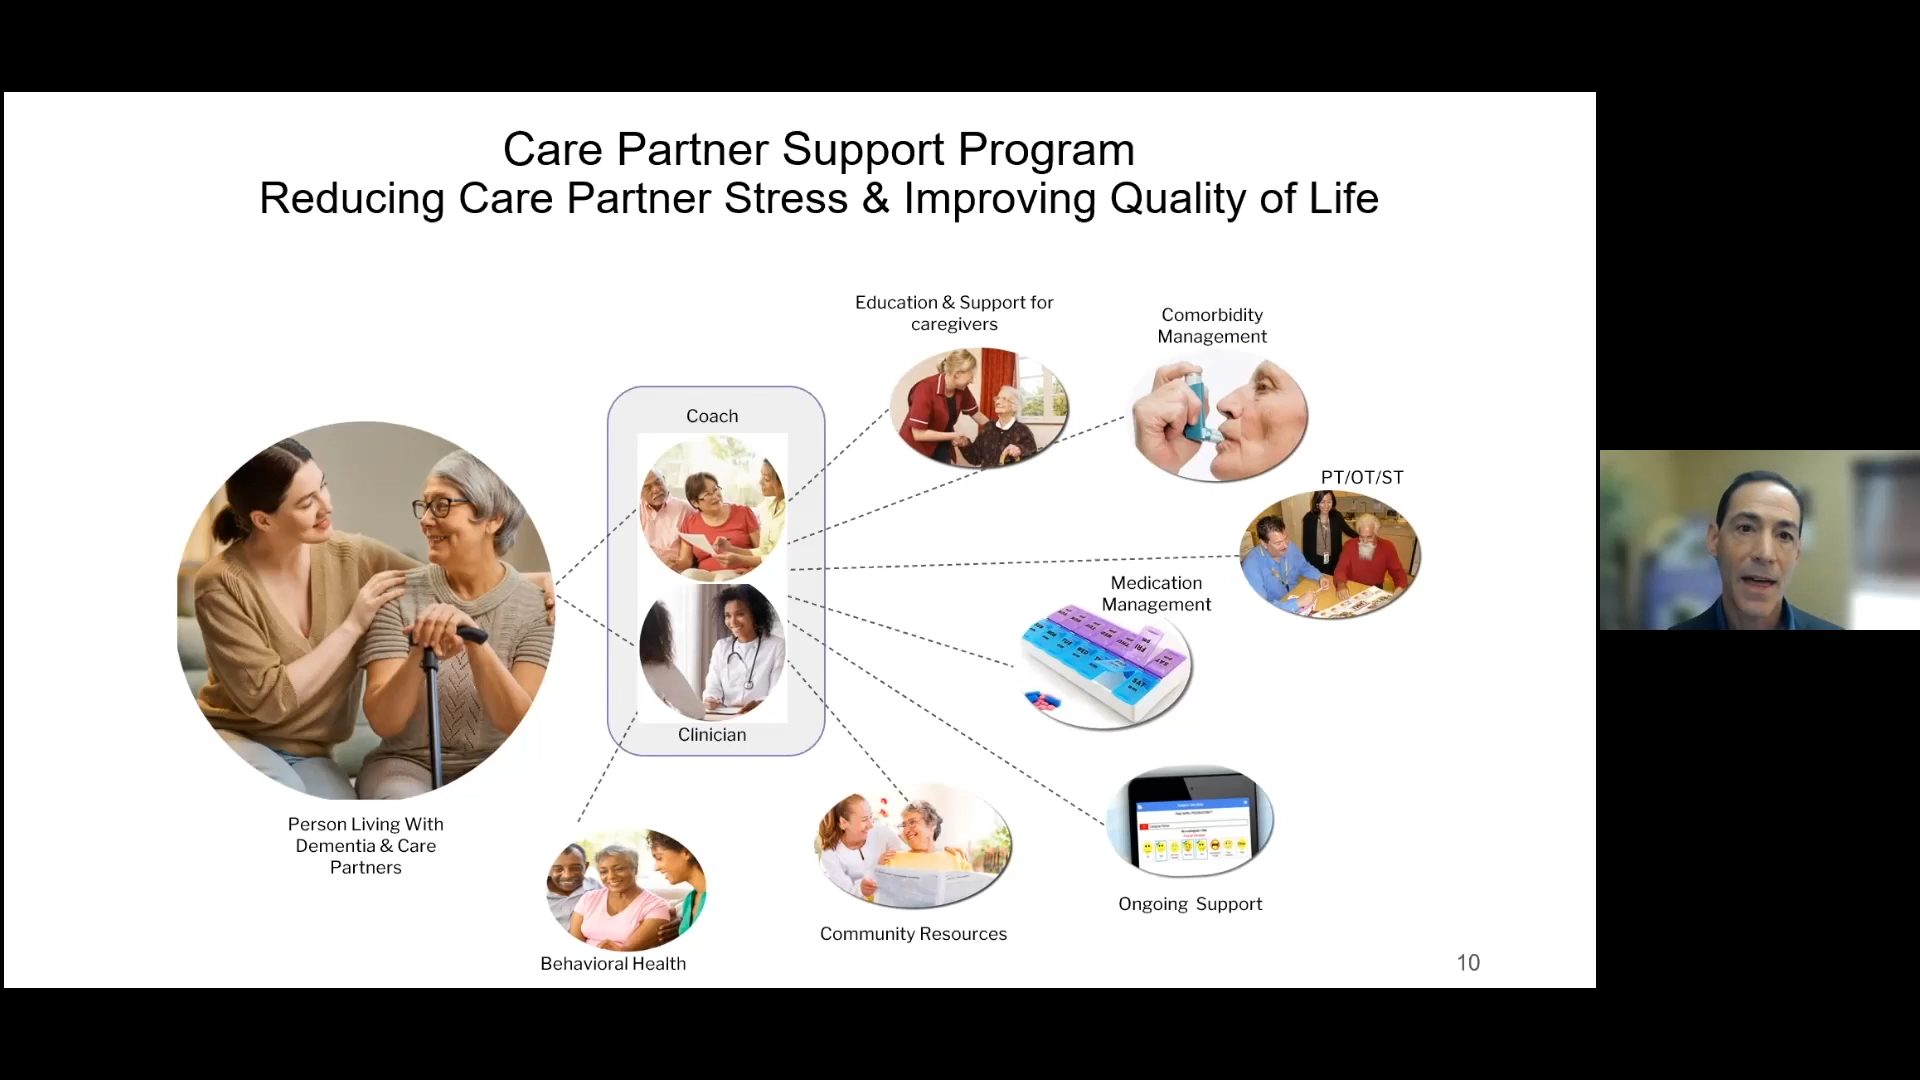 Care Partner Support Program
Reducing Care Partner Stress & Improving Quality of Life
Education & Support for
caregivers
Comorbidity
Management
Coach
PT/OT/ST
Medication
Management
SAT
Clinician
Person Living With
Dementia & Care
Partners
Ongoing  Support
Community Resources
Behavioral Health
10